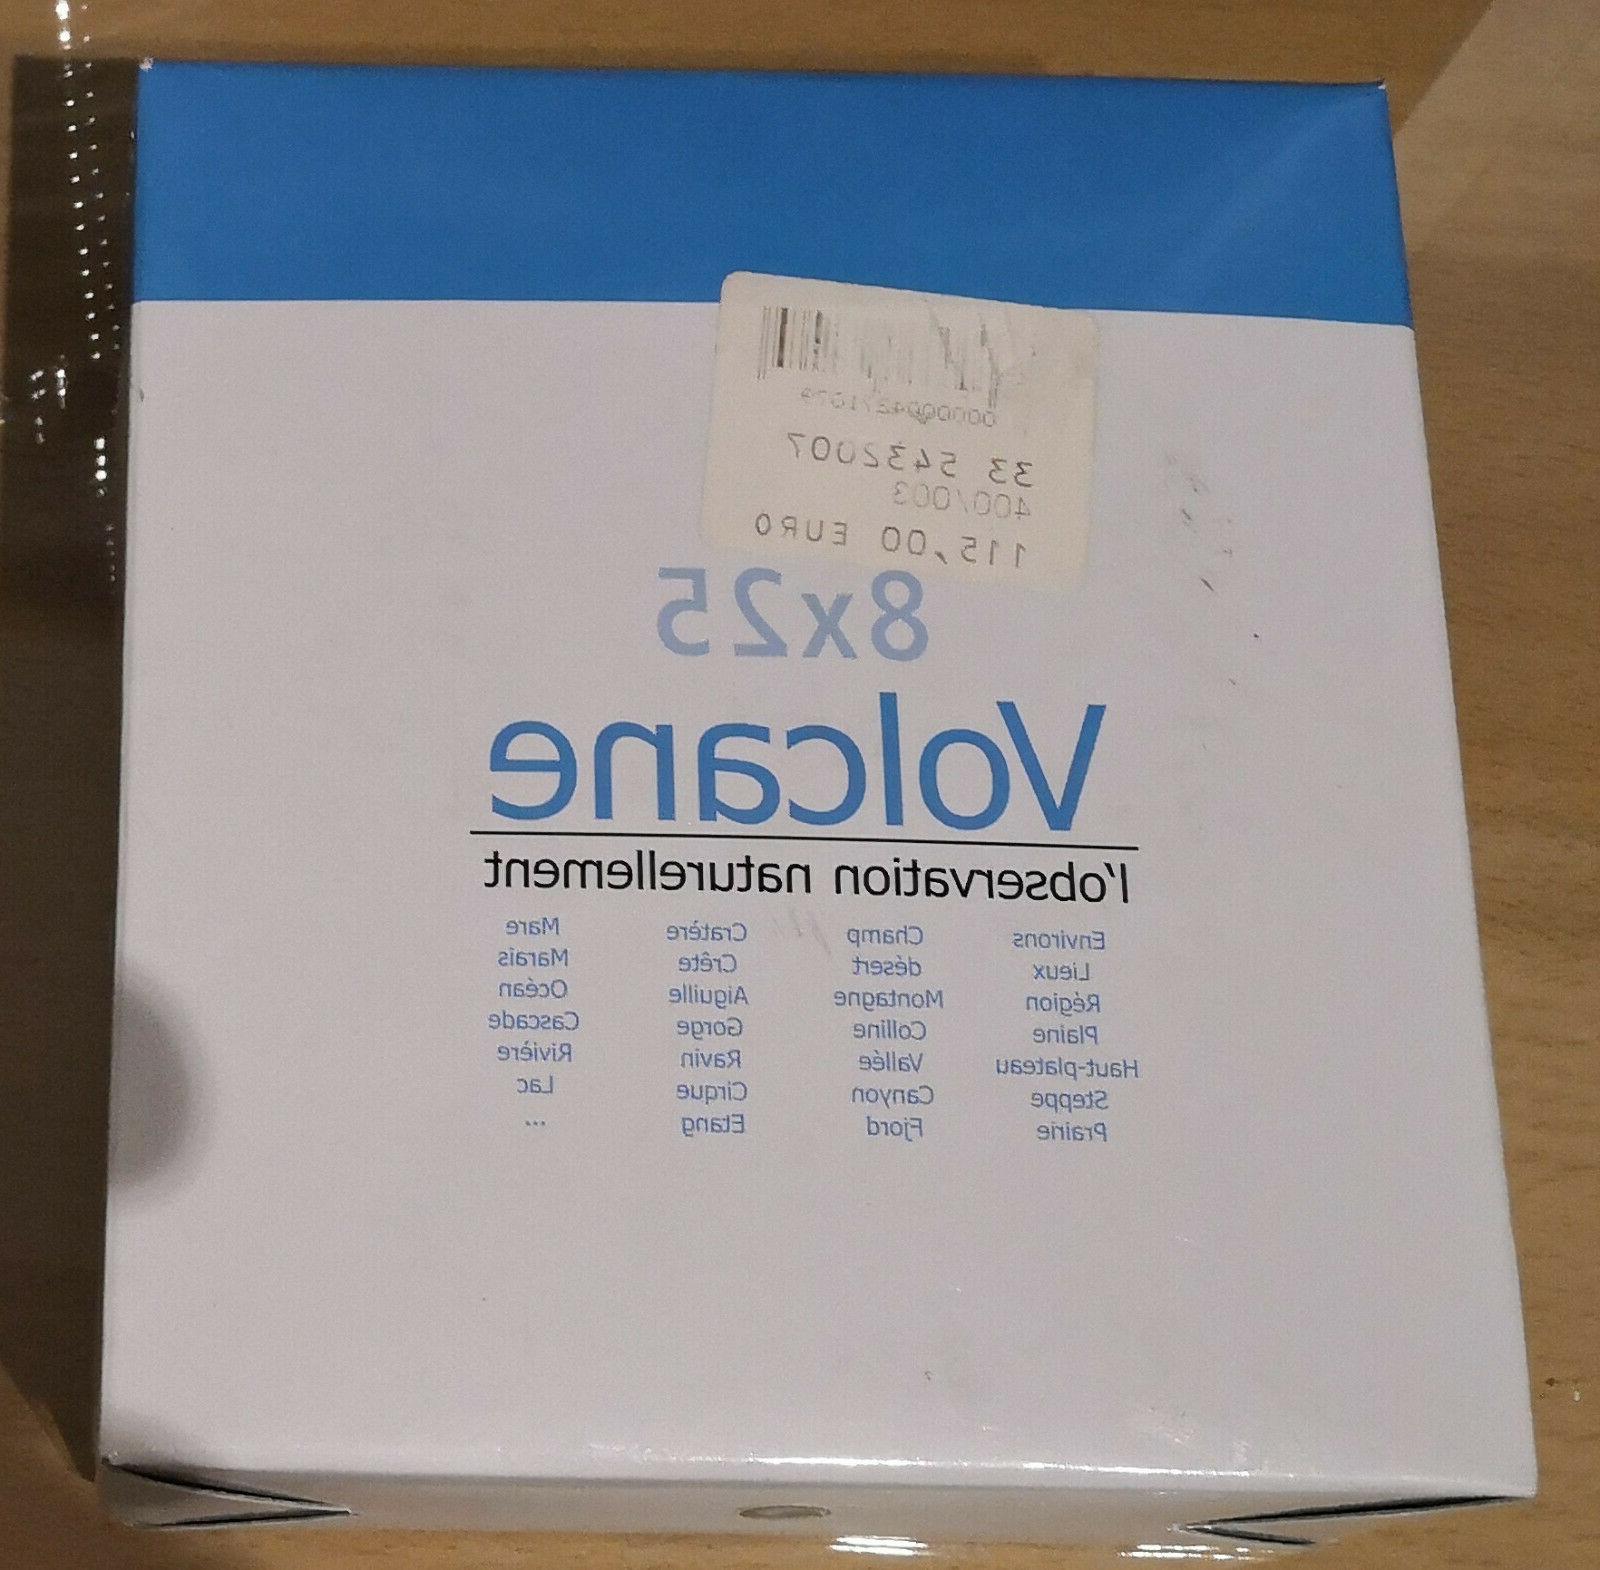 33 5432007
400/003
115,00 EURO
8x25
Volcane
l'observation naturellement
Environs Champ Cratère Mare
Lieux désert Crête Marais
Région Montagne Aiguille Océan
Plaine Colline Gorge Cascade
Haut-plateau Vallée Ravin Rivière
Steppe Canyon Cirque Lac
Prairie Fjord Etang ...